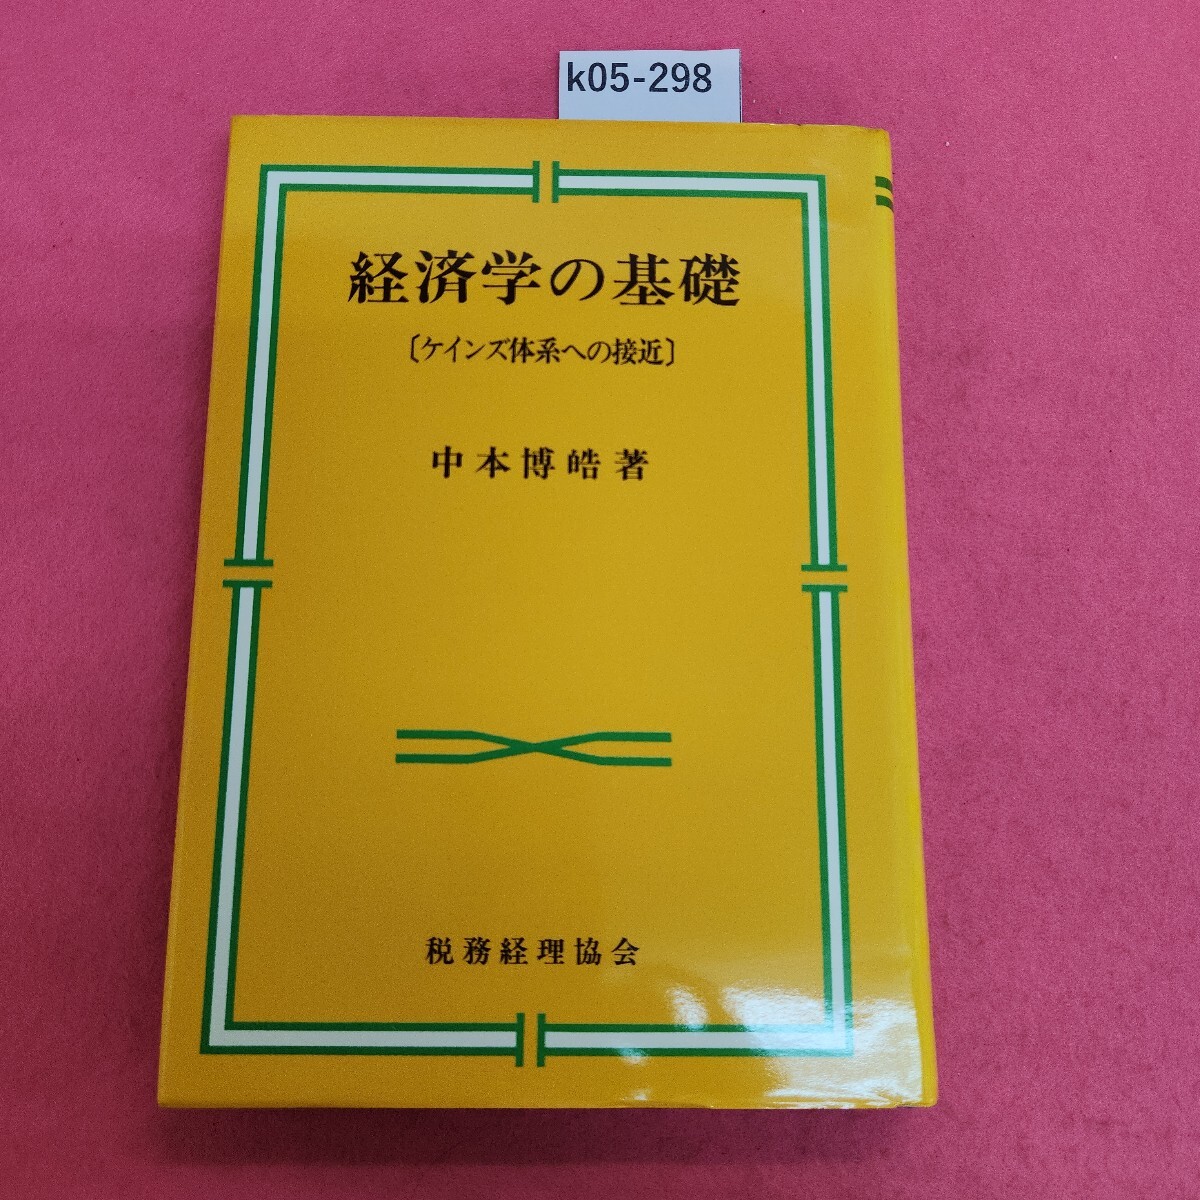 k05-298
経済学の基礎
〔ケインズ体系への接近〕
中本博皓著
税務経理協会